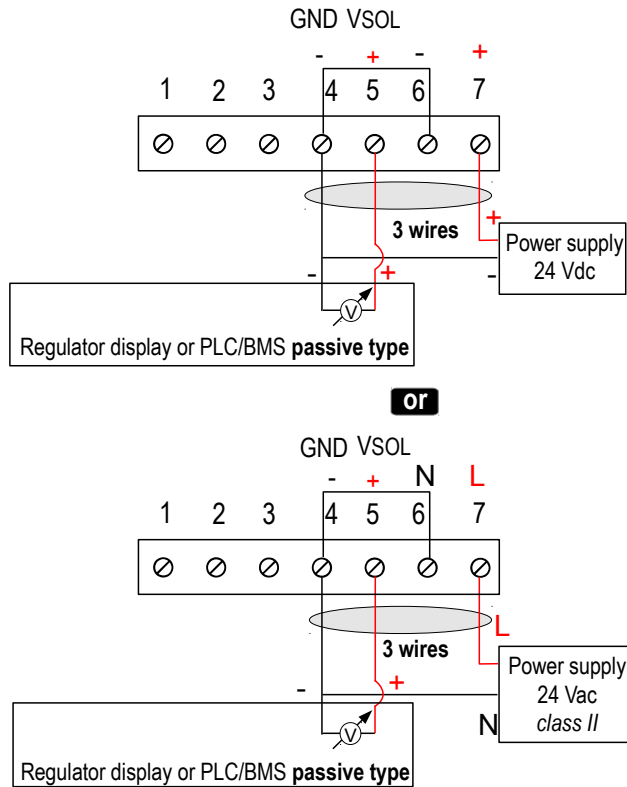 GND VSOL
- + - +
1 2 3 4 5 6 7
3 wires
+
Power supply
24 Vdc
-
- +
V
Regulator display or PLC/BMS passive type
or
GND VSOL
- + N L
1 2 3 4 5 6 7
L
3 wires
Power supply
24 Vac
class II
N
- +
V
Regulator display or PLC/BMS passive type